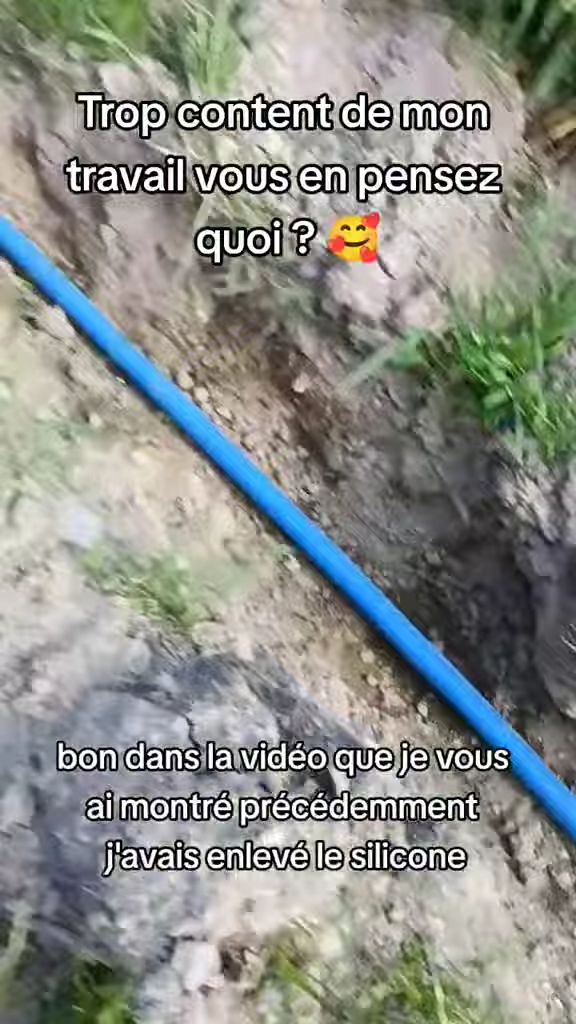 Trop content de mon
travail vous en pensez
quoi ? 🥰
bon dans la vidéo que je vous
ai montré précédemment
j'avais enlevé le silicone